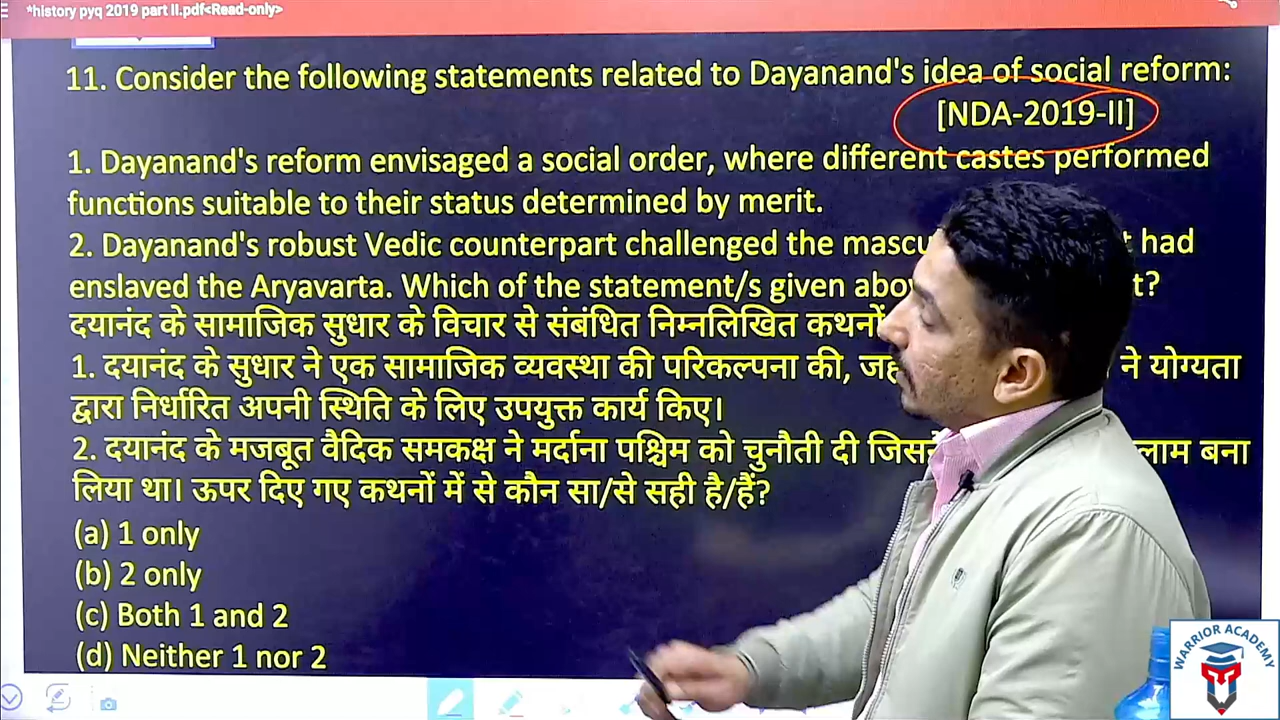 *history pyq 2019 part II.pdf<Read-only>
11. Consider the following statements related to Dayanand's idea of social reform:
[NDA-2019-II]
1. Dayanand's reform envisaged a social order, where different castes performed
functions suitable to their status determined by merit.
2. Dayanand's robust Vedic counterpart challenged the had
enslaved the Aryavarta. Which of the statement/s given
दयानंद के सामाजिक सुधार के विचार से संबंधित निम्नलिखित कथनों
1. दयानंद के सुधार ने एक सामाजिक व्यवस्था की परिकल्पना की, ने योग्यता
द्वारा निर्धारित अपनी स्थिति के लिए उपयुक्त कार्य किए।
2. दयानंद के मजबूत वैदिक समकक्ष ने मर्दाना पश्चिम को चुनौती दी बना
लिया था। ऊपर दिए गए कथनों में से कौन सा/से सही है/हैं?
(a) 1 only
(b) 2 only
(c) Both 1 and 2
(d) Neither 1 nor 2
WARRIOR ACADEMY